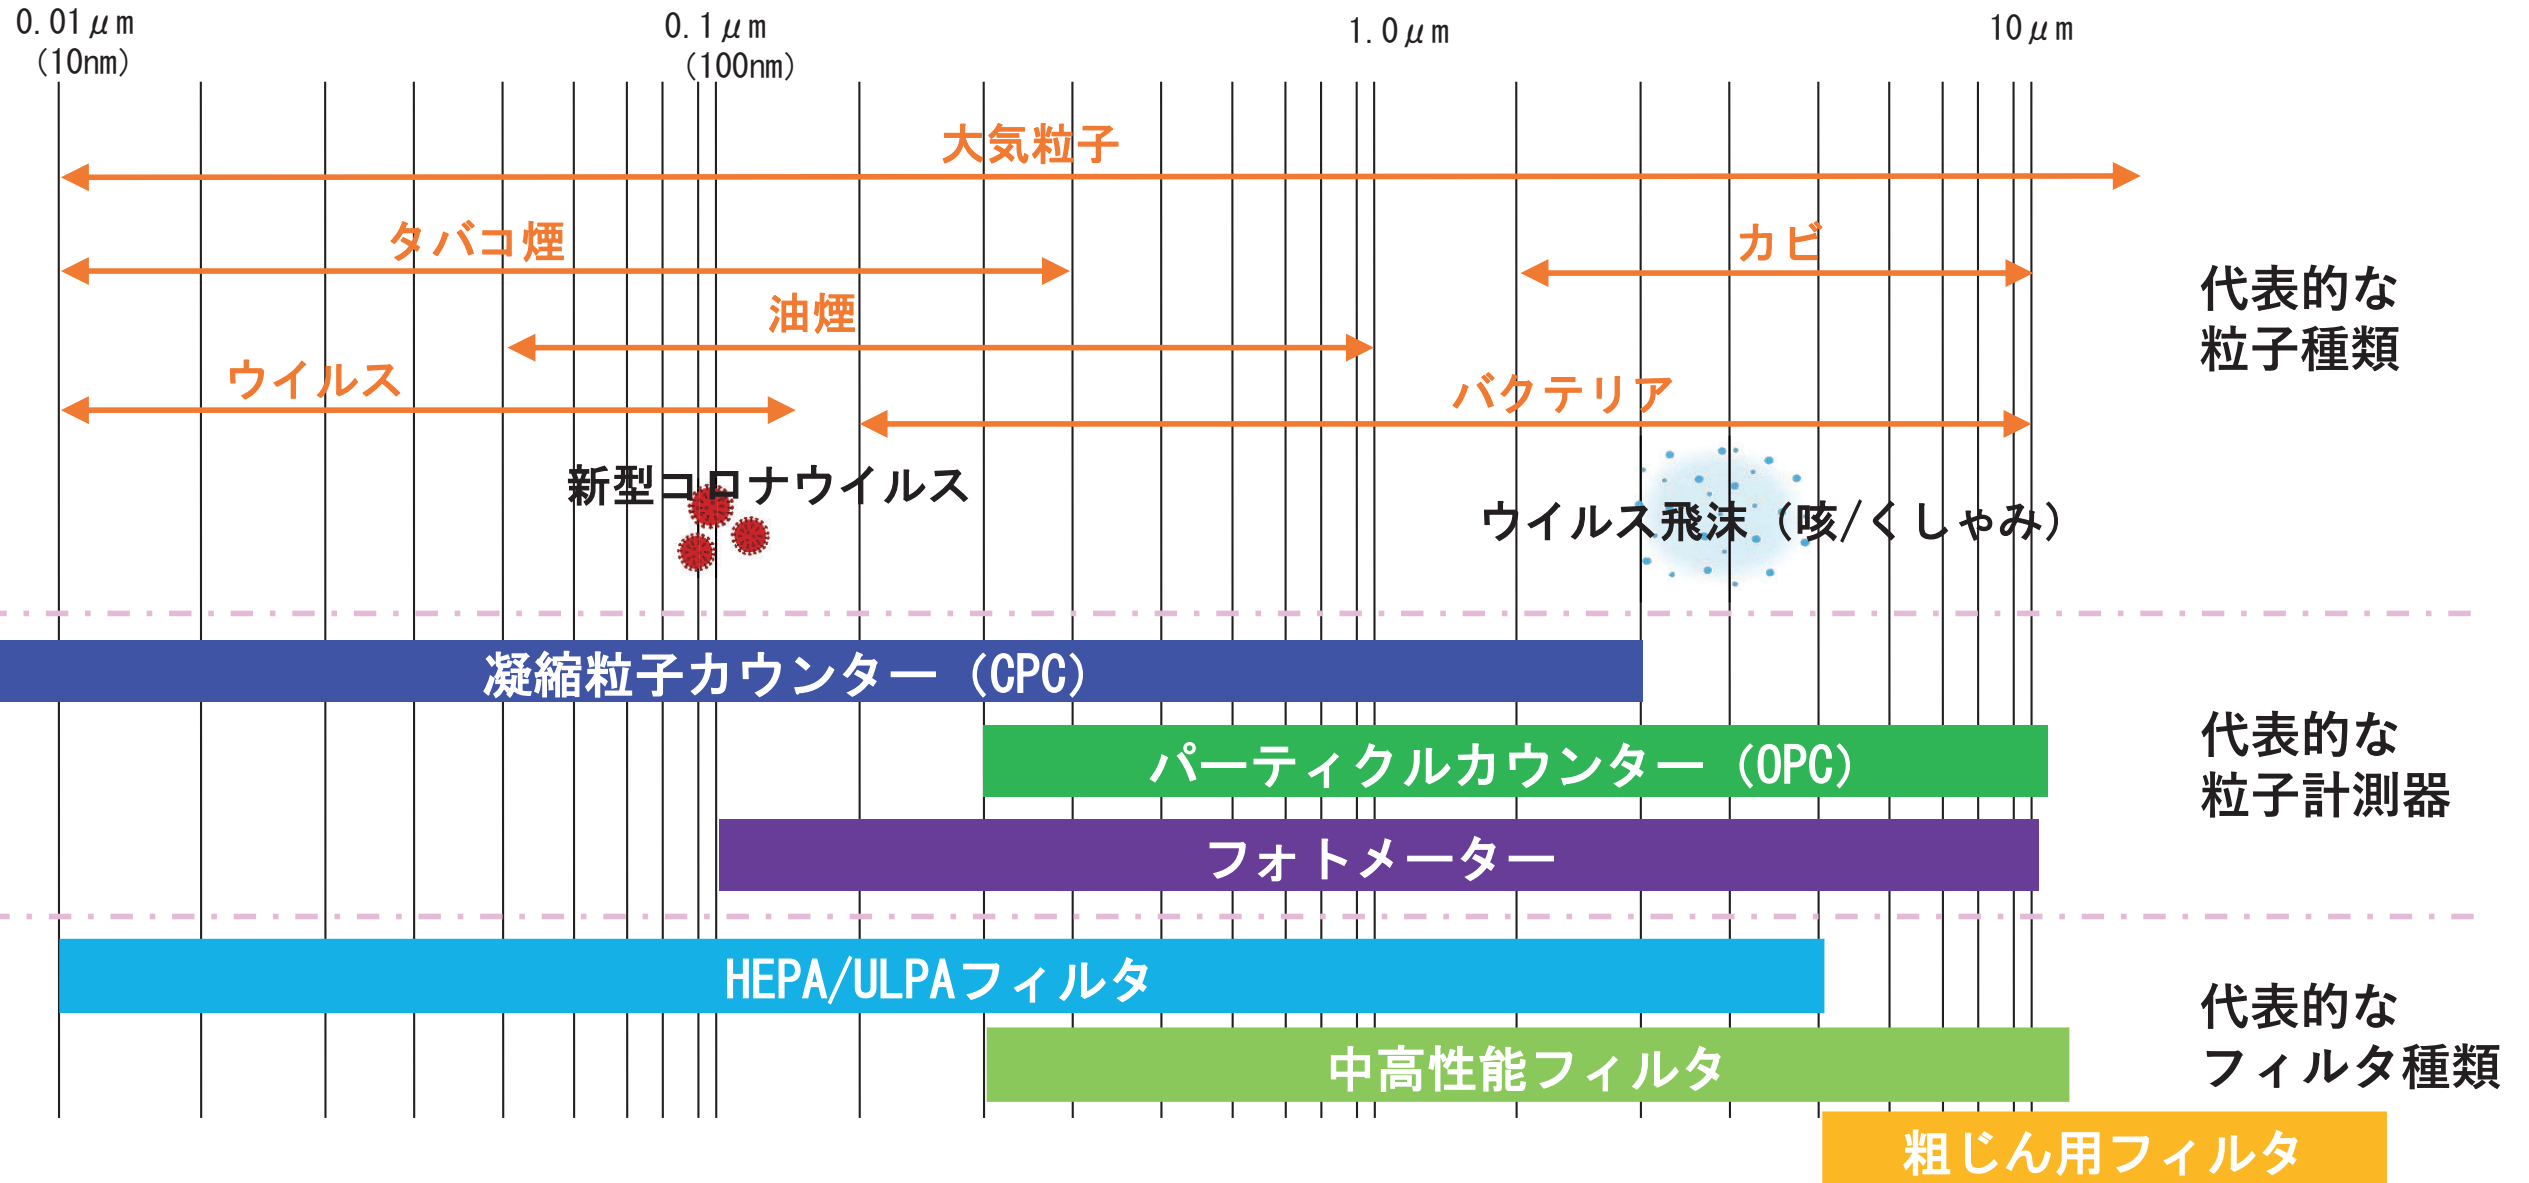 0.01μm
(10nm)
0.1μm
(100nm)
1.0μm
10μm
大気粒子
タバコ煙
カビ
油煙
ウイルス
バクテリア
代表的な
粒子種類
新型コロナウイルス
ウイルス飛沫（咳/くしゃみ）
凝縮粒子カウンター（CPC）
パーティクルカウンター（OPC）
フォトメーター
代表的な
粒子計測器
HEPA/ULPAフィルタ
中高性能フィルタ
粗じん用フィルタ
代表的な
フィルタ種類